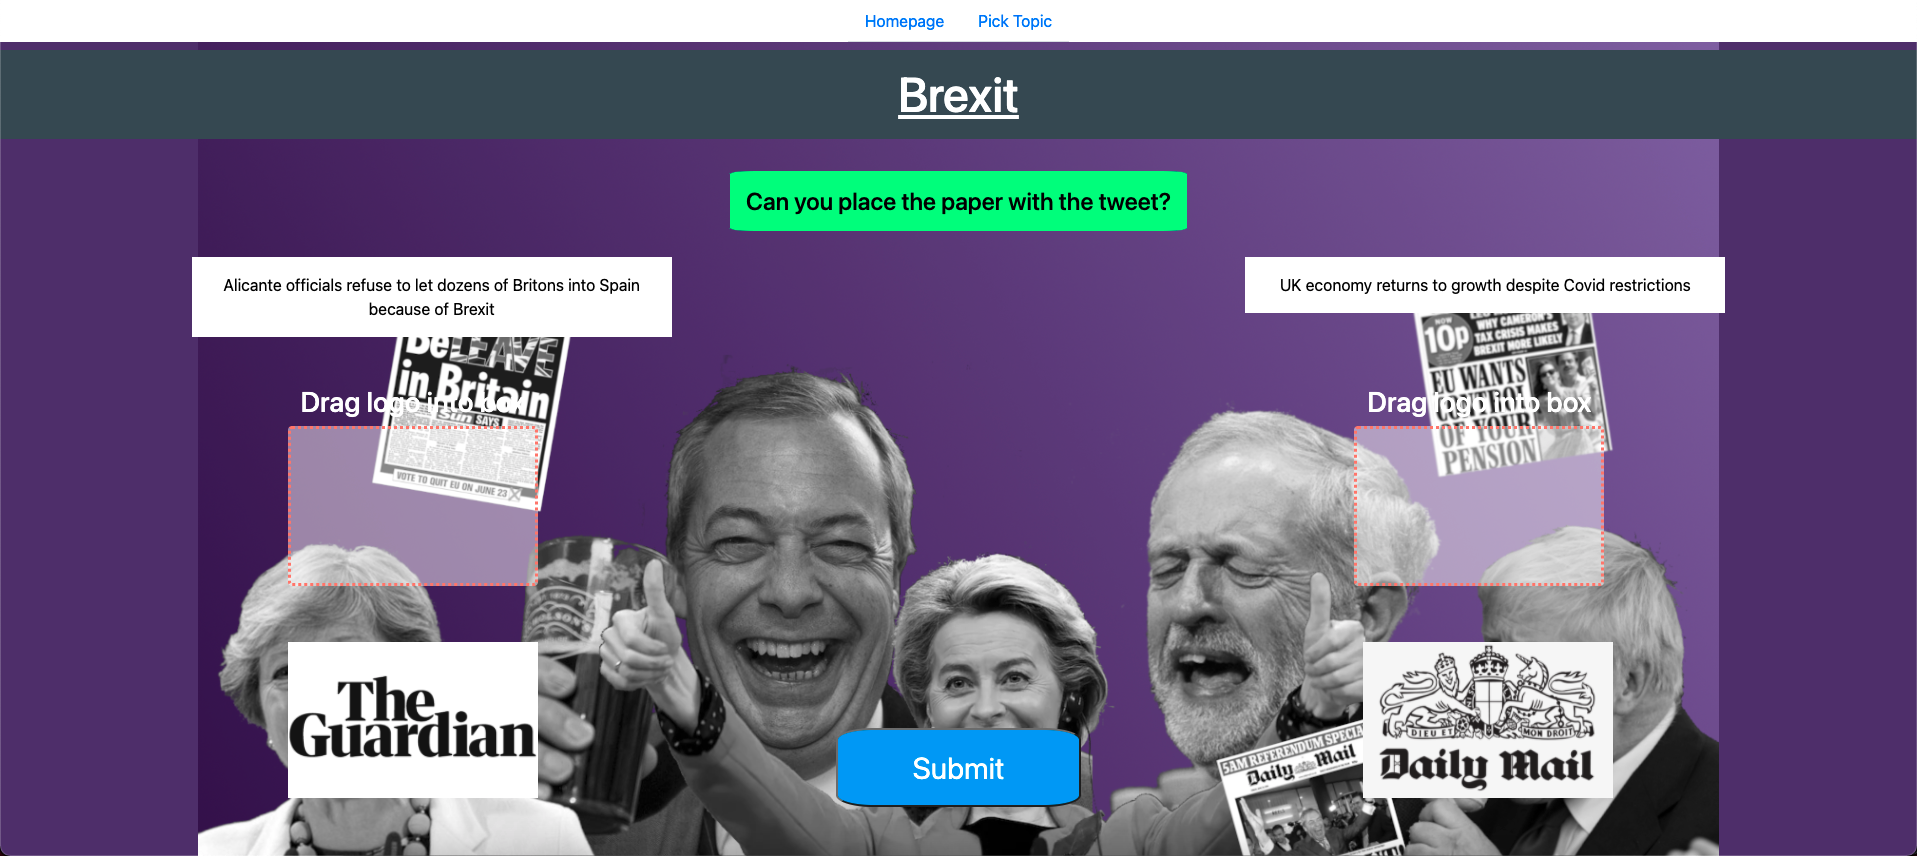 Homepage Pick Topic
Brexit
Can you place the paper with the tweet?
Alicante officials refuse to let dozens of Britons into Spain
because of Brexit
UK economy returns to growth despite Covid restrictions
BeLEAVE
in Britain
Sun SAYS
VOTE TO QUIT EU ON JUNE 23
Drag logo into box
NOW
10p
WHY CAMERON'S
TAX CRISIS MAKES
BREXIT MORE LIKELY
EU WANTS
CONTROL
OF YOUR
PENSION
Drag logo into box
The
Guardian
DIEU ET MON DROIT
Daily Mail
5AM REFERENDUM SPECIAL
Daily Mail
Submit